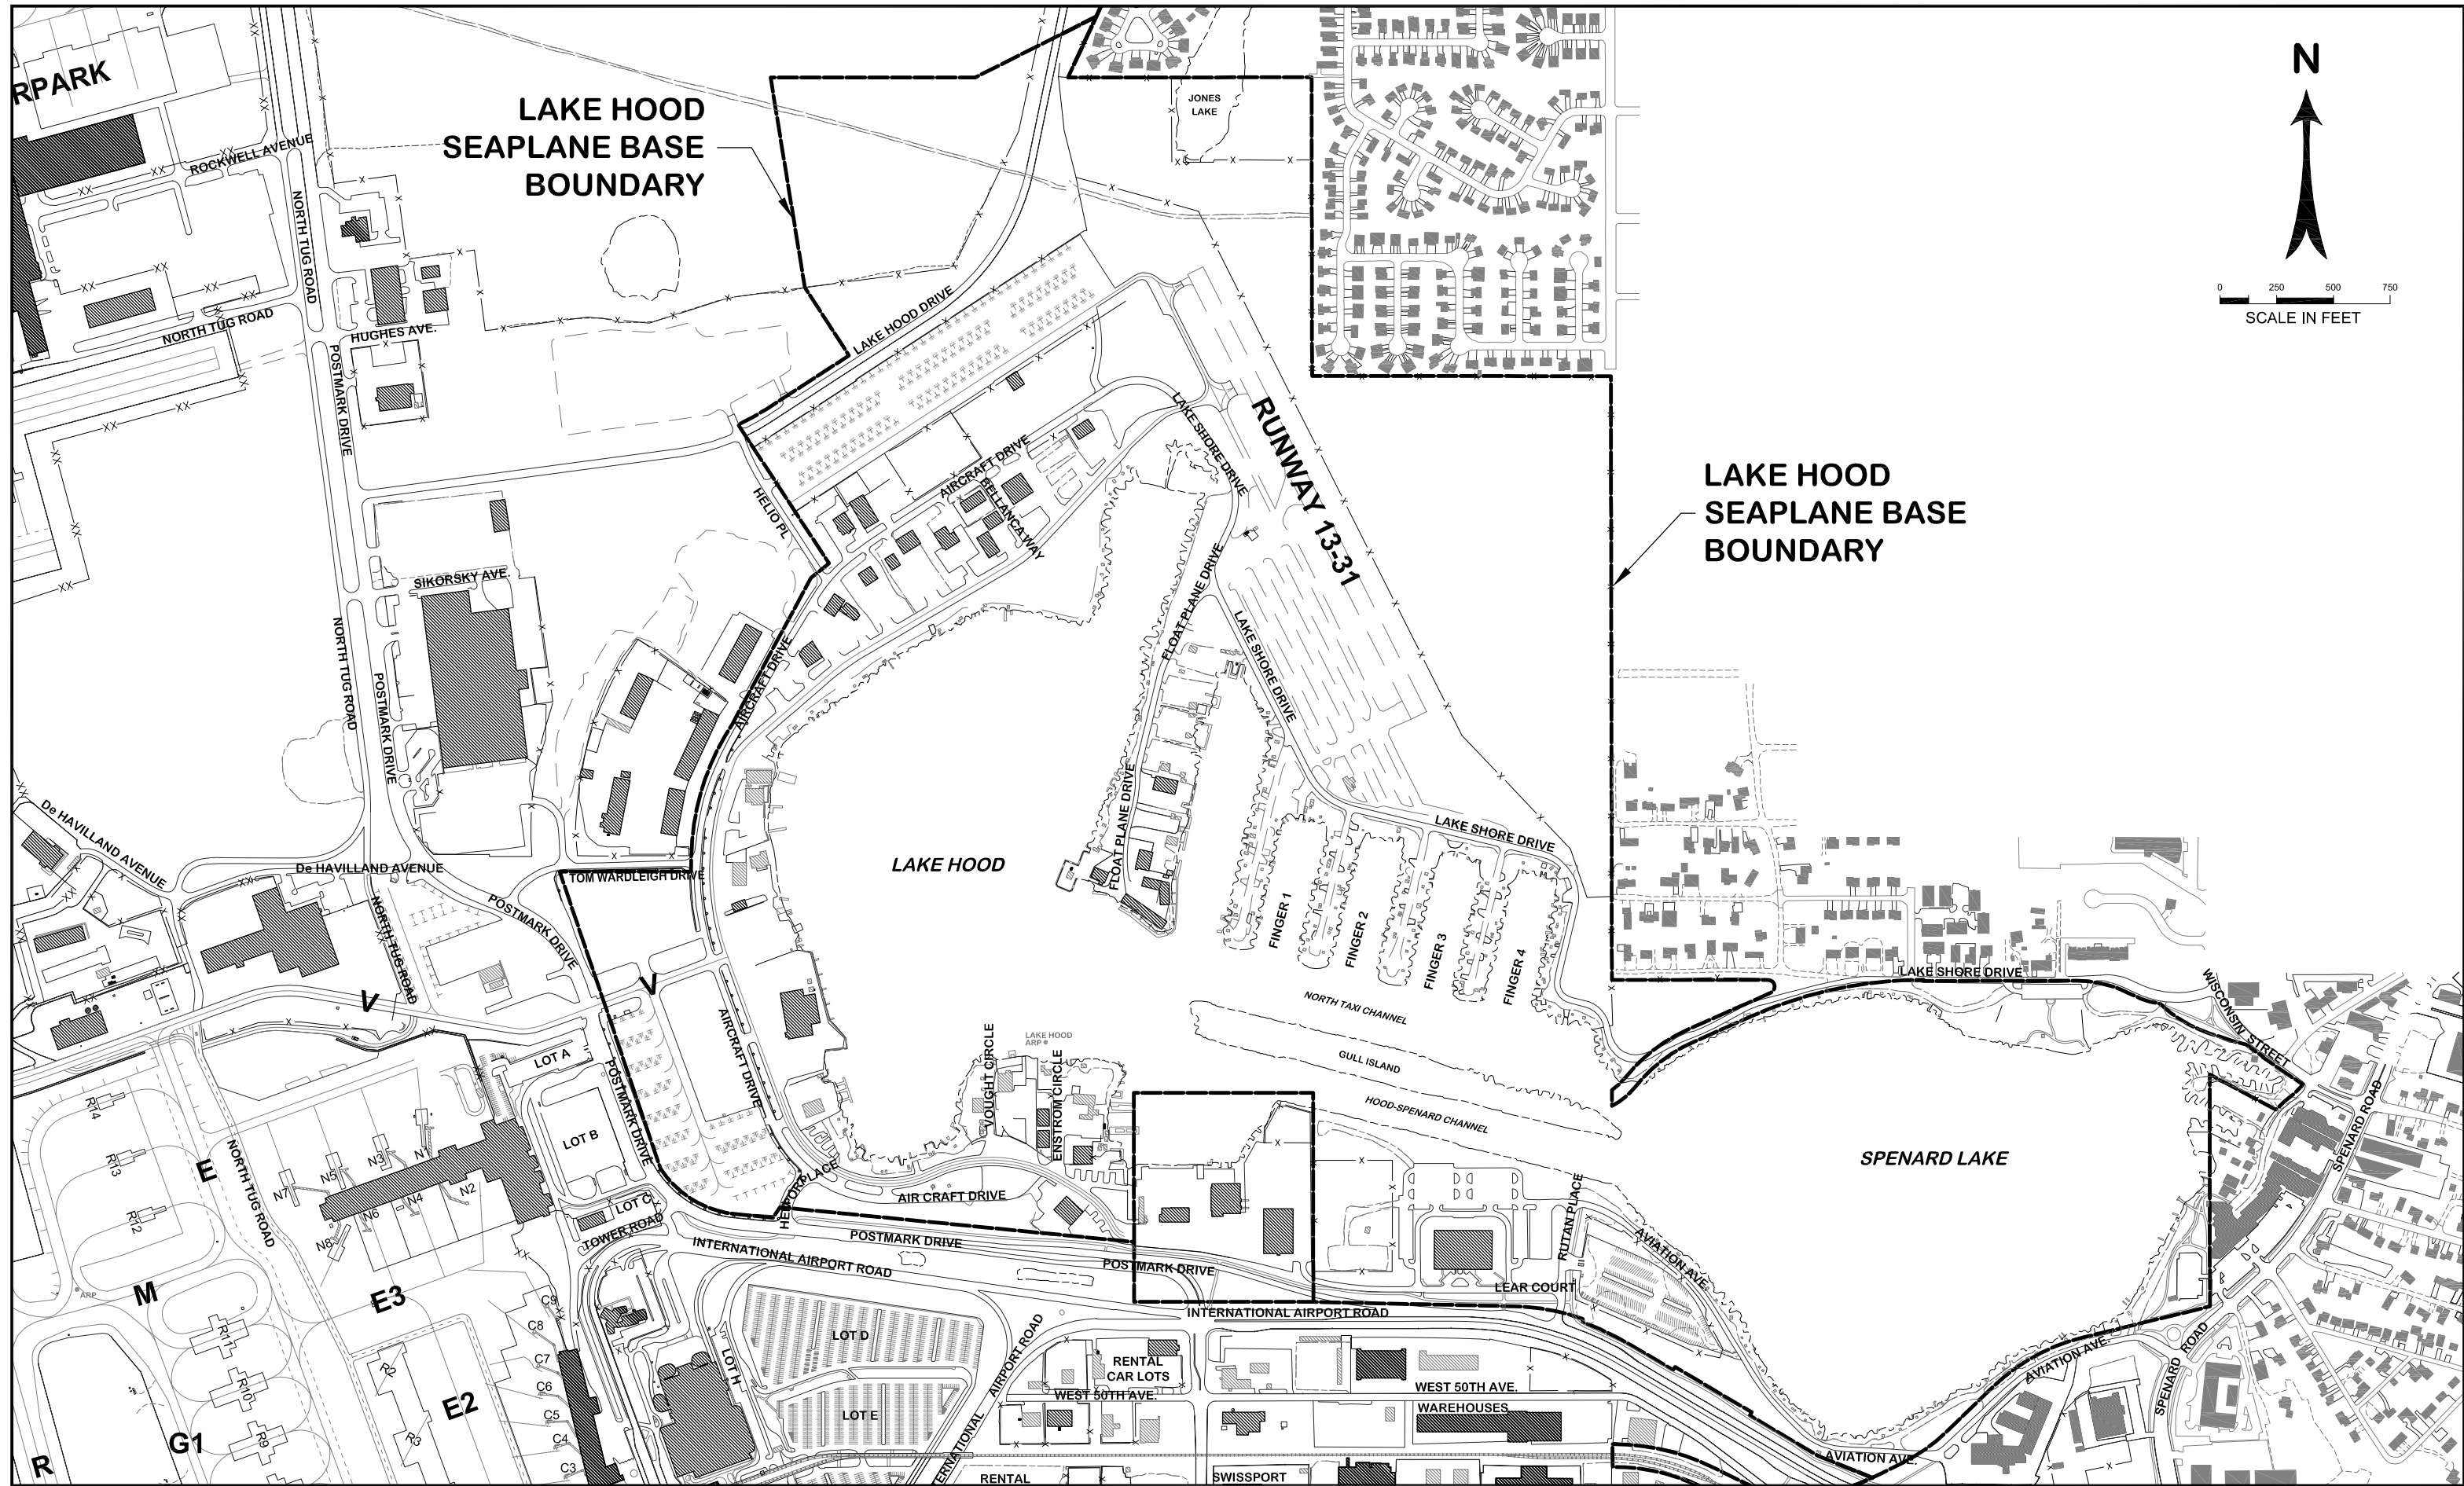 RPARK
ROCKWELL AVENUE
NORTH TUG ROAD
NORTH TUG ROAD
HUGHES AVE.
POSTMARK DRIVE
LAKE HOOD
SEAPLANE BASE
BOUNDARY
JONES
LAKE
N
0 250 500 750
SCALE IN FEET
LAKE HOOD DRIVE
LAKE SHORE DRIVE
RUNWAY 13-31
AIRCRAFT DRIVE
BELLANCA WAY
HELIO PL
LAKE HOOD
SEAPLANE BASE
BOUNDARY
SIKORSKY AVE.
NORTH TUG ROAD
POSTMARK DRIVE
AIRCRAFT DRIVE
FLOAT PLANE DRIVE
LAKE SHORE DRIVE
FLOAT PLANE DRIVE
LAKE SHORE DRIVE
De HAVILLAND AVENUE
De HAVILLAND AVENUE
TOM WARDLEIGH DRIVE
LAKE HOOD
NORTH TUG ROAD
POSTMARK DRIVE
FINGER 1
FINGER 2
FINGER 3
FINGER 4
LAKE SHORE DRIVE
WISCONSIN STREET
V
V
NORTH TAXI CHANNEL
GULL ISLAND
HOOD-SPENARD CHANNEL
LAKE HOOD
ARP
VOUGHT CIRCLE
ENSTROM CIRCLE
AIRCRAFT DRIVE
POSTMARK DRIVE
LOT A
LOT B
LOT C
TOWER ROAD
SPENARD LAKE
SPENARD ROAD
R14
R13
R12
E
NORTH TUG ROAD
N7
N5
N3
N1
N8
N6
N4
N2
AIR CRAFT DRIVE
POSTMARK DRIVE
POSTMARK DRIVE
INTERNATIONAL AIRPORT ROAD
INTERNATIONAL AIRPORT ROAD
RUTAN PLACE
AVIATION AVE.
LEAR COURT
ARP
M
E3
C9
C8
C7
C6
C5
C4
C3
R11
R10
R9
R2
R3
E2
G1
R
LOT H
LOT D
LOT E
AIRPORT ROAD
ERNATIONAL
RENTAL
CAR LOTS
WEST 50TH AVE.
WEST 50TH AVE.
WAREHOUSES
RENTAL
SWISSPORT
AVIATION AVE.
AVIATION AVE.
SPENARD ROAD